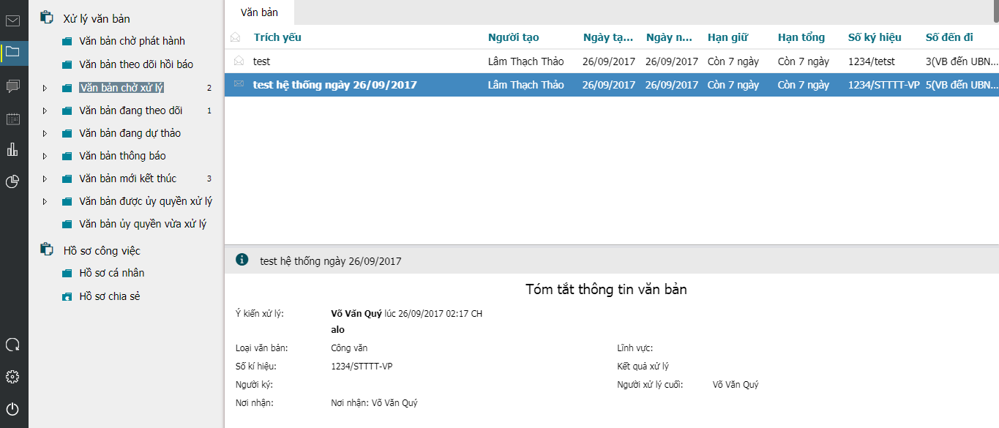 Xử lý văn bản
Văn bản chờ phát hành
Văn bản theo dõi hồi báo
Văn bản chờ xử lý 2
Văn bản đang theo dõi 1
Văn bản đang dự thảo
Văn bản thông báo
Văn bản mới kết thúc 3
Văn bản được ủy quyền xử lý
Văn bản ủy quyền vừa xử lý
Hồ sơ công việc
Hồ sơ cá nhân
Hồ sơ chia sẻ
Văn bản
Trích yếu Người tạo Ngày tạ... Ngày n... Hạn giữ Hạn tổng Số ký hiệu Số đến đi
test Lâm Thạch Thảo 26/09/2017 26/09/2017 Còn 7 ngày Còn 7 ngày 1234/tetst 3(VB đến UBN...
test hệ thống ngày 26/09/2017 Lâm Thạch Thảo 26/09/2017 26/09/2017 Còn 7 ngày Còn 7 ngày 1234/STTTT-VP 5(VB đến UBN...
test hệ thống ngày 26/09/2017
Tóm tắt thông tin văn bản
Ý kiến xử lý: Võ Văn Quý lúc 26/09/2017 02:17 CH
alo
Loại văn bản: Công văn Lĩnh vực:
Số kí hiệu: 1234/STTTT-VP Kết quả xử lý
Người ký: Người xử lý cuối: Võ Văn Quý
Nơi nhận: Nơi nhận: Võ Văn Quý